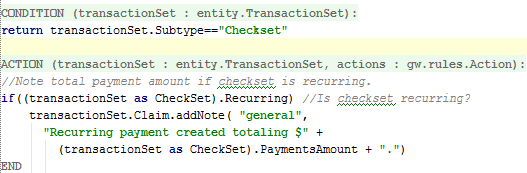 CONDITION (transactionSet : entity.TransactionSet):
return transactionSet.Subtype=="Checkset"
ACTION (transactionSet : entity.TransactionSet, actions : gw.rules.Action):
//Note total payment amount if checkset is recurring.
if((transactionSet as CheckSet).Recurring) //Is checkset recurring?
transactionSet.Claim.addNote( "general",
"Recurring payment created totaling $" +
(transactionSet as CheckSet).PaymentsAmount + ".")
END